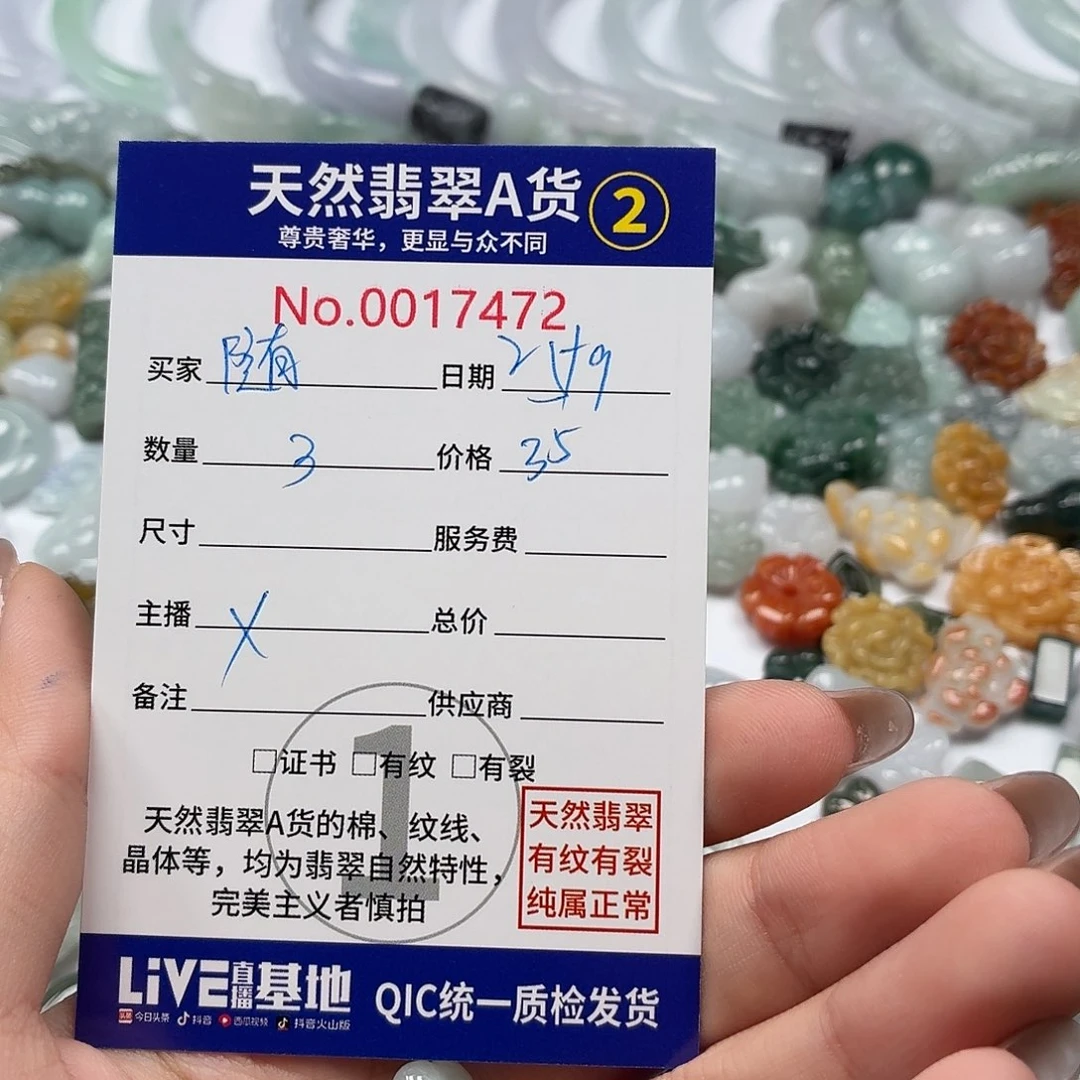 天然翡翠A货 2
尊贵奢华，更显与众不同
No.0017472
买家 随 日期
数量 3 价格 35
尺寸 服务费
主播 X 总价
备注 供应商
1
□证书 □有纹 □有裂
天然翡翠A货的棉、纹线、
晶体等，均为翡翠自然特性，
完美主义者慎拍
天然翡翠
有纹有裂
纯属正常
LiVE直播基地
头条 今日头条 抖音 西瓜视频 抖音火山版
QIC统一质检发货